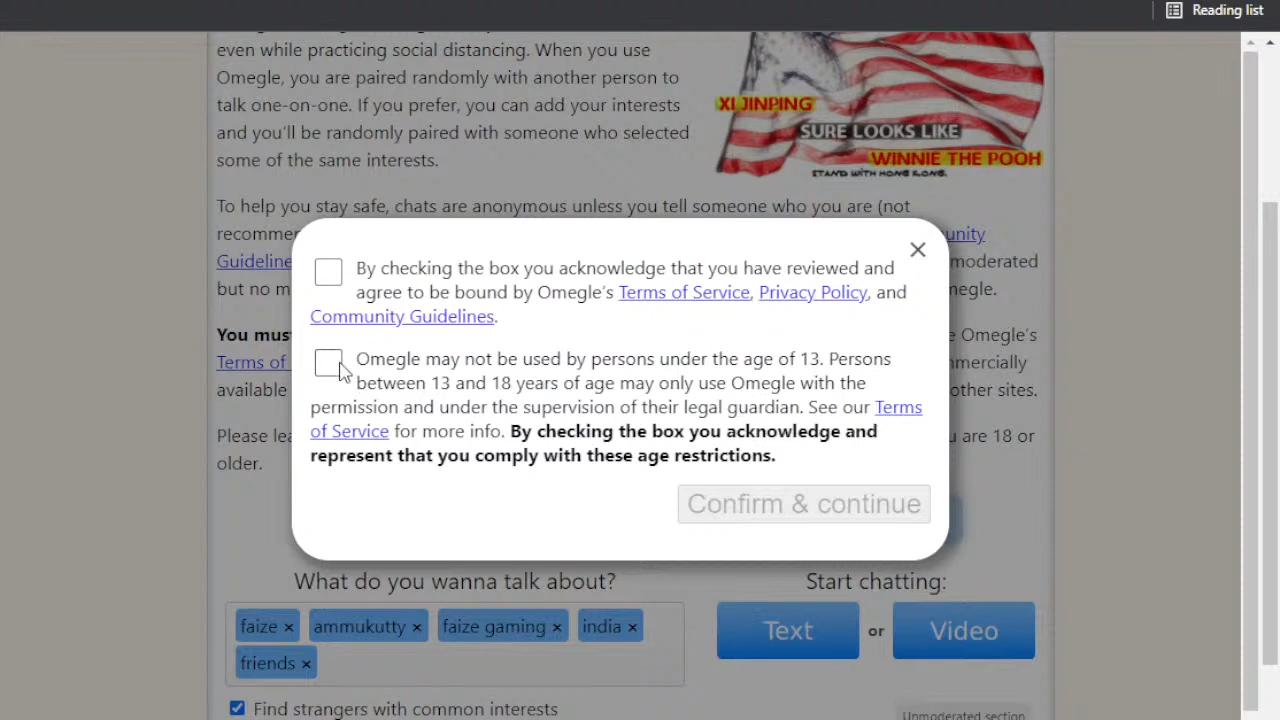 Reading list
even while practicing social distancing. When you use
Omegle, you are paired randomly with another person to
talk one-on-one. If you prefer, you can add your interests
and you’ll be randomly paired with someone who selected
some of the same interests.
XI JINPING
SURE LOOKS LIKE
WINNIE THE POOH
STAND WITH HONG KONG.
To help you stay safe, chats are anonymous unless you tell someone who you are (not
recommen
unity
Guideline
moderated
but no m
egle.
You must
e Omegle’s
Terms of
mmercially
available
other sites.
Please lea
u are 18 or
older.
×
By checking the box you acknowledge that you have reviewed and
agree to be bound by Omegle’s Terms of Service, Privacy Policy, and
Community Guidelines.
Omegle may not be used by persons under the age of 13. Persons
between 13 and 18 years of age may only use Omegle with the
permission and under the supervision of their legal guardian. See our Terms
of Service for more info. By checking the box you acknowledge and
represent that you comply with these age restrictions.
Confirm & continue
What do you wanna talk about?
Start chatting:
faize × ammukutty × faize gaming × india ×
friends ×
Text or Video
Find strangers with common interests
Unmoderated section